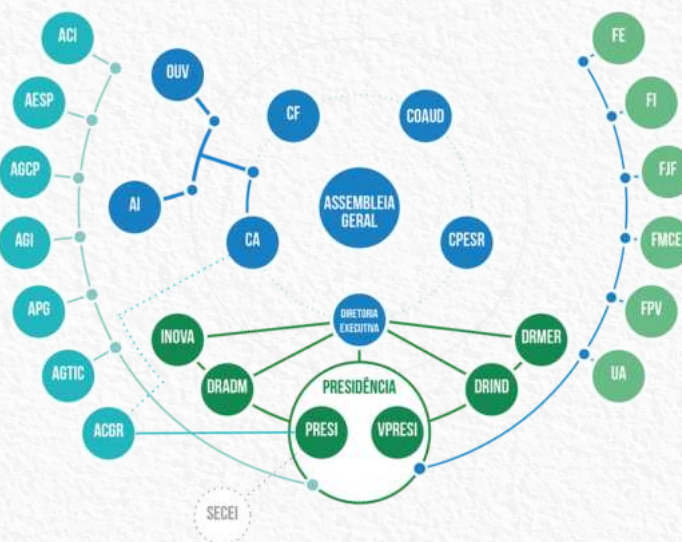 ACI
AESP
AGCP
AGI
APG
AGTIC
ACGR
OUV
AI
CF
COAUD
ASSEMBLEIA
GERAL
CA
CPESR
DIRETORIA
EXECUTIVA
INOVA
DRADM
DRMER
DRIND
PRESIDÊNCIA
PRESI
VPRESI
SECEI
FE
FI
FJF
FMCE
FPV
UA